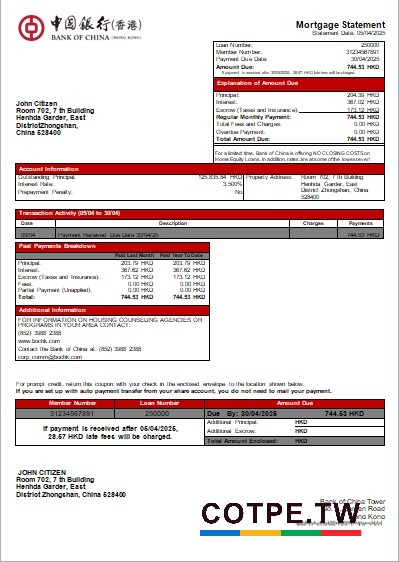 中國銀行(香港)
BANK OF CHINA (HONG KONG)
Mortgage Statement
Statement Date: 05/04/2025
Loan Number: 250000
Member Number: 31234567891
Payment Due Date: 30/04/2025
Amount Due: 744.53 HKD
If payment is received after 30/04/2025, 28.57 HKD late fees will be charged.
Explanation of Amount Due
Principal: 204.39 HKD
Interest: 367.02 HKD
Escrow (Taxes and Insurance): 173.12 HKD
Regular Monthly Payment: 744.53 HKD
Total Fees and Charges: 0.00 HKD
Overdue Payment: 0.00 HKD
Total Amount Due: 744.53 HKD
For a limited time, Bank of China is offering NO CLOSING COSTS on
Home Equity Loans. In addition, rates are at one of the lowest ever!
John Citizen
Room 702, 7 th Building
Henhda Garder, East
DistrictZhongshan,
China 528400
Account Information
Outstanding Principal: 125,835.84 HKD
Interest Rate: 3.500%
Prepayment Penalty: No
Property Address: Room 702, 7 th Building
Henhda Garder, East
District Zhongshan, China
528400
Transaction Activity (05/04 to 30/04)
Date Description Charges Payments
05/04 Payment Received Due Date 30/04/25 744.53 HKD
Past Payments Breakdown
Paid Last Month Paid Year To Date
Principal: 203.79 HKD 203.79 HKD
Interest: 367.62 HKD 367.62 HKD
Escrow (Taxes and Insurance): 173.12 HKD 173.12 HKD
Fees: 0.00 HKD 0.00 HKD
Partial Payment (Unapplied): 0.00 HKD 0.00 HKD
Total: 744.53 HKD 744.53 HKD
Additional Information
FOR INFORMATION ON HOUSING COUNSELING AGENCIES OR
PROGRAMS IN YOUR AREA CONTACT:
(852) 3988 2388
www.bochk.com
Contact the Bank of China at: (852) 3988 2388
corp_comm@bochk.com
For prompt credit, return this coupon with your check in the enclosed envelope to the location shown below.
If you are set up with auto payment transfer from your share account, you do not need to mail your payment.
Member Number Loan Number Amount Due
31234567891 250000 Due By: 30/04/2025 744.53 HKD
If payment is received after 05/04/2025,
28.57 HKD late fees will be charged.
Additional Principal: HKD
Additional Escrow: HKD
Total Amount Enclosed: HKD
JOHN CITIZEN
Room 702, 7 th Building
Henhda Garder, East
District Zhongshan, China 528400
Bank of China Tower
Road
Kong
COTPE.TW